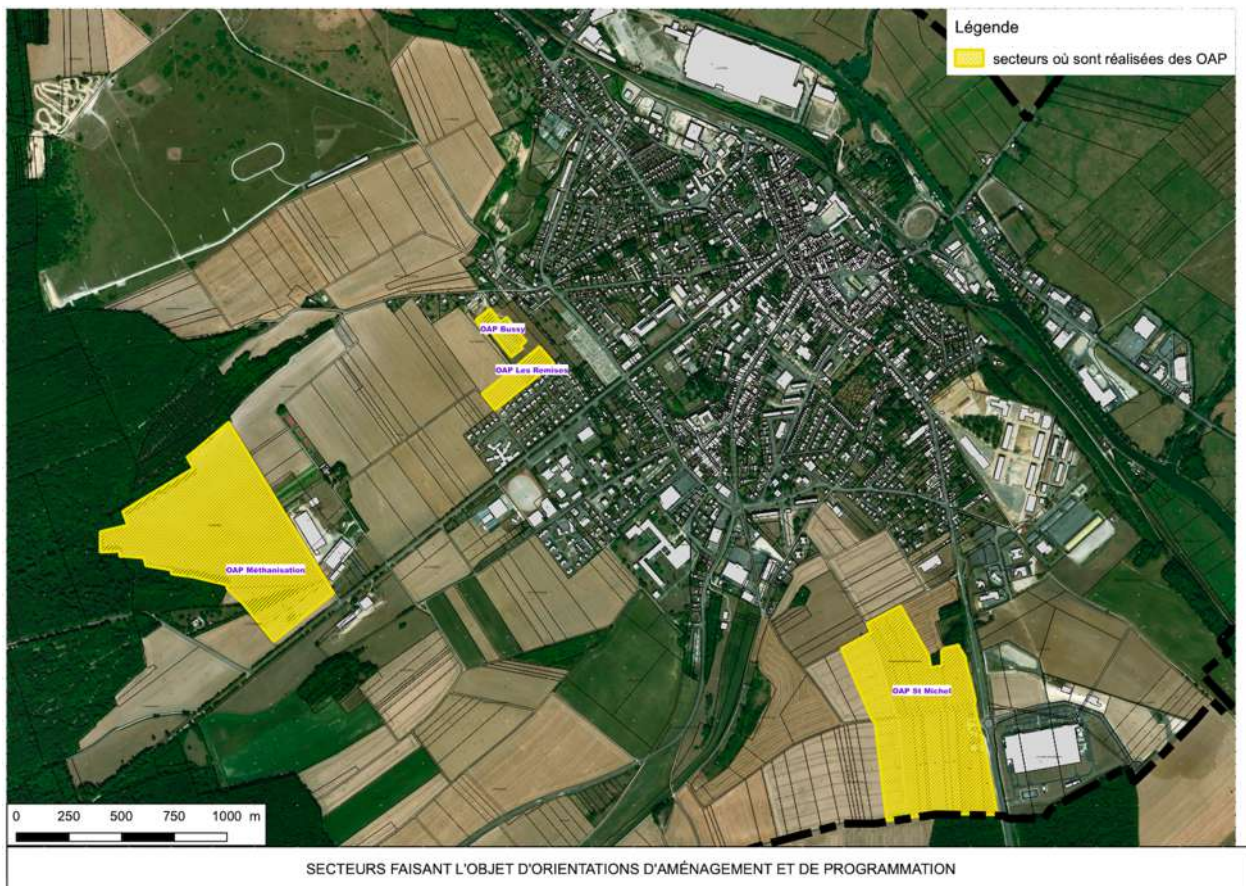 Légende
secteurs où sont réalisées des OAP
OAP Bussy
OAP Les Remises
OAP Méthanisation
OAP St Michel
0 250 500 750 1000 m
SECTEURS FAISANT L'OBJET D'ORIENTATIONS D'AMÉNAGEMENT ET DE PROGRAMMATION